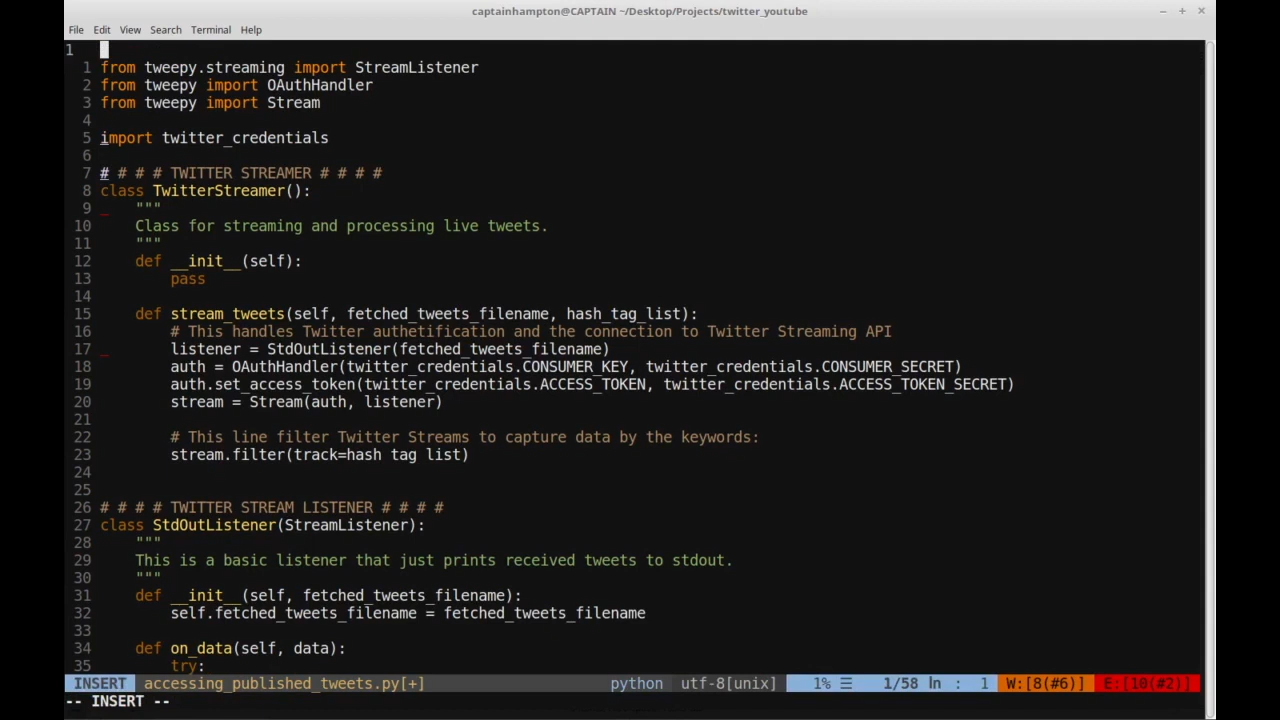 captainhampton@CAPTAIN ~/Desktop/Projects/twitter_youtube
File Edit View Search Terminal Help
1
1 from tweepy.streaming import StreamListener
2 from tweepy import OAuthHandler
3 from tweepy import Stream
4
5 import twitter_credentials
6
7 # # # # TWITTER STREAMER # # # #
8 class TwitterStreamer():
9 """
10 Class for streaming and processing live tweets.
11 """
12 def __init__(self):
13 pass
14
15 def stream_tweets(self, fetched_tweets_filename, hash_tag_list):
16 # This handles Twitter authetification and the connection to Twitter Streaming API
17 listener = StdOutListener(fetched_tweets_filename)
18 auth = OAuthHandler(twitter_credentials.CONSUMER_KEY, twitter_credentials.CONSUMER_SECRET)
19 auth.set_access_token(twitter_credentials.ACCESS_TOKEN, twitter_credentials.ACCESS_TOKEN_SECRET)
20 stream = Stream(auth, listener)
21
22 # This line filter Twitter Streams to capture data by the keywords:
23 stream.filter(track=hash tag list)
24
25
26 # # # # TWITTER STREAM LISTENER # # # #
27 class StdOutListener(StreamListener):
28 """
29 This is a basic listener that just prints received tweets to stdout.
30 """
31 def __init__(self, fetched_tweets_filename):
32 self.fetched_tweets_filename = fetched_tweets_filename
33
34 def on_data(self, data):
35 try:
INSERT accessing_published_tweets.py[+] python utf-8[unix] 1% ☰ 1/58 ln : 1 W:[8(#6)] E:[10(#2)]
-- INSERT --